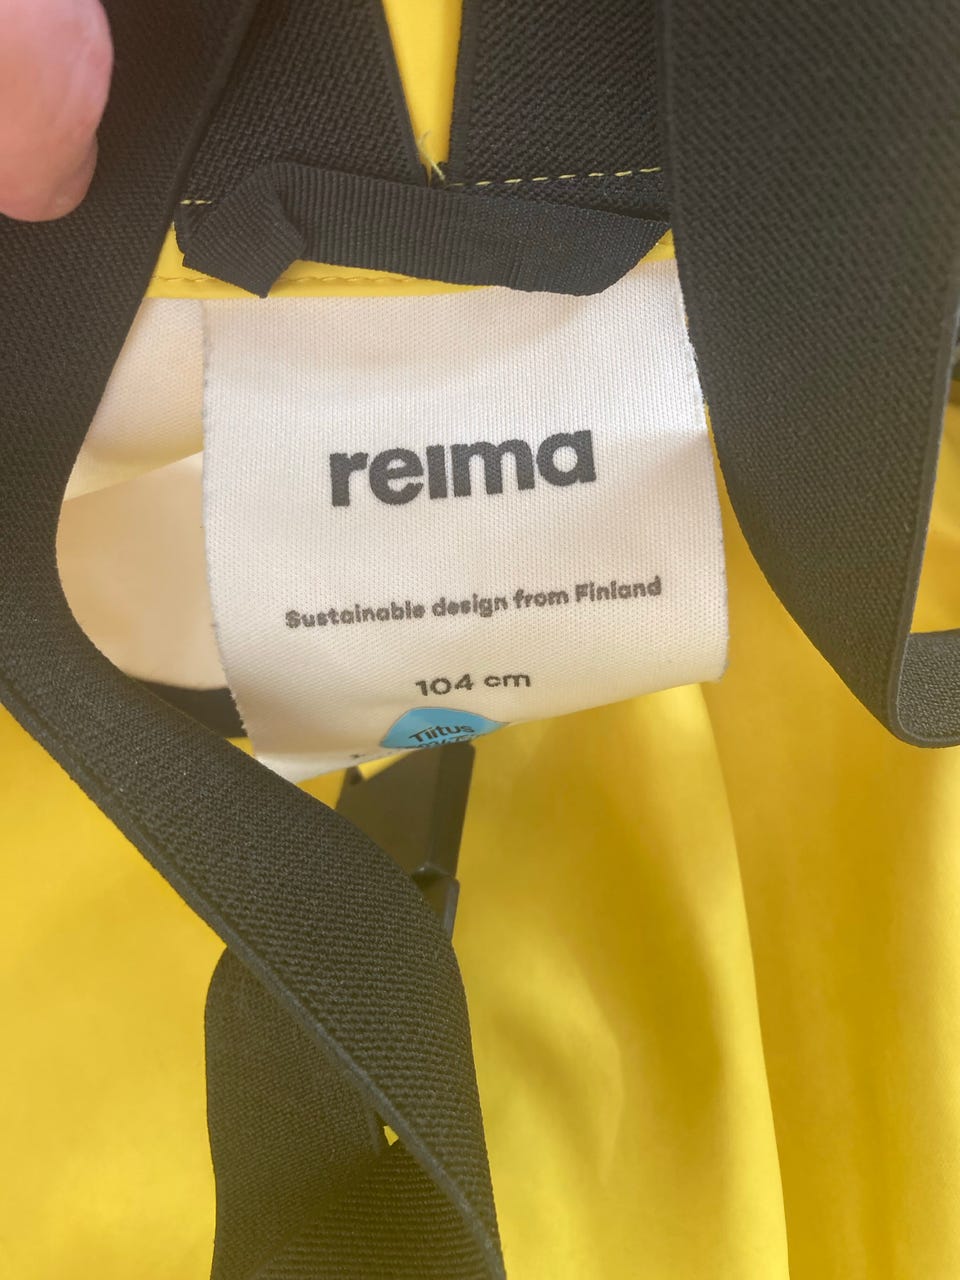 reima
Sustainable design from Finland
104 cm
Tiitus